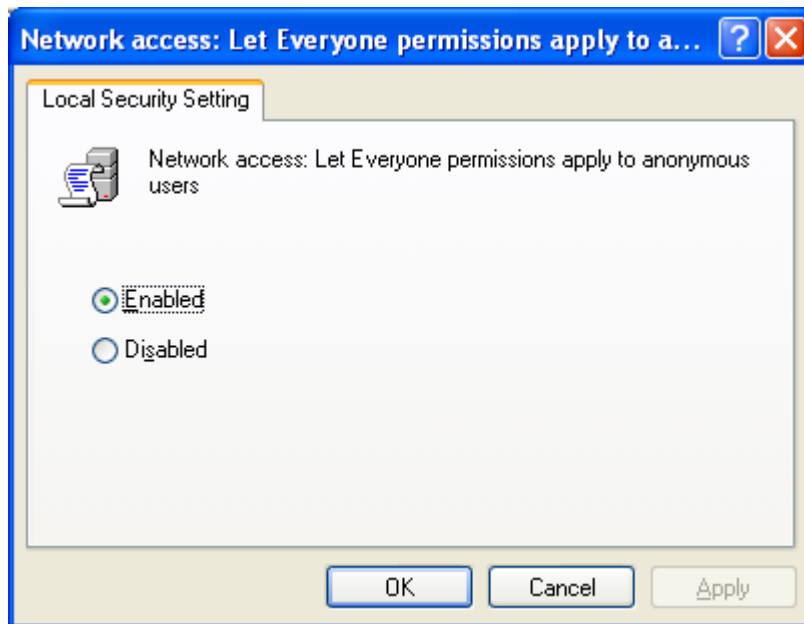 Network access: Let Everyone permissions apply to a...
Local Security Setting
Network access: Let Everyone permissions apply to anonymous
users
Enabled
Disabled
OK
Cancel
Apply